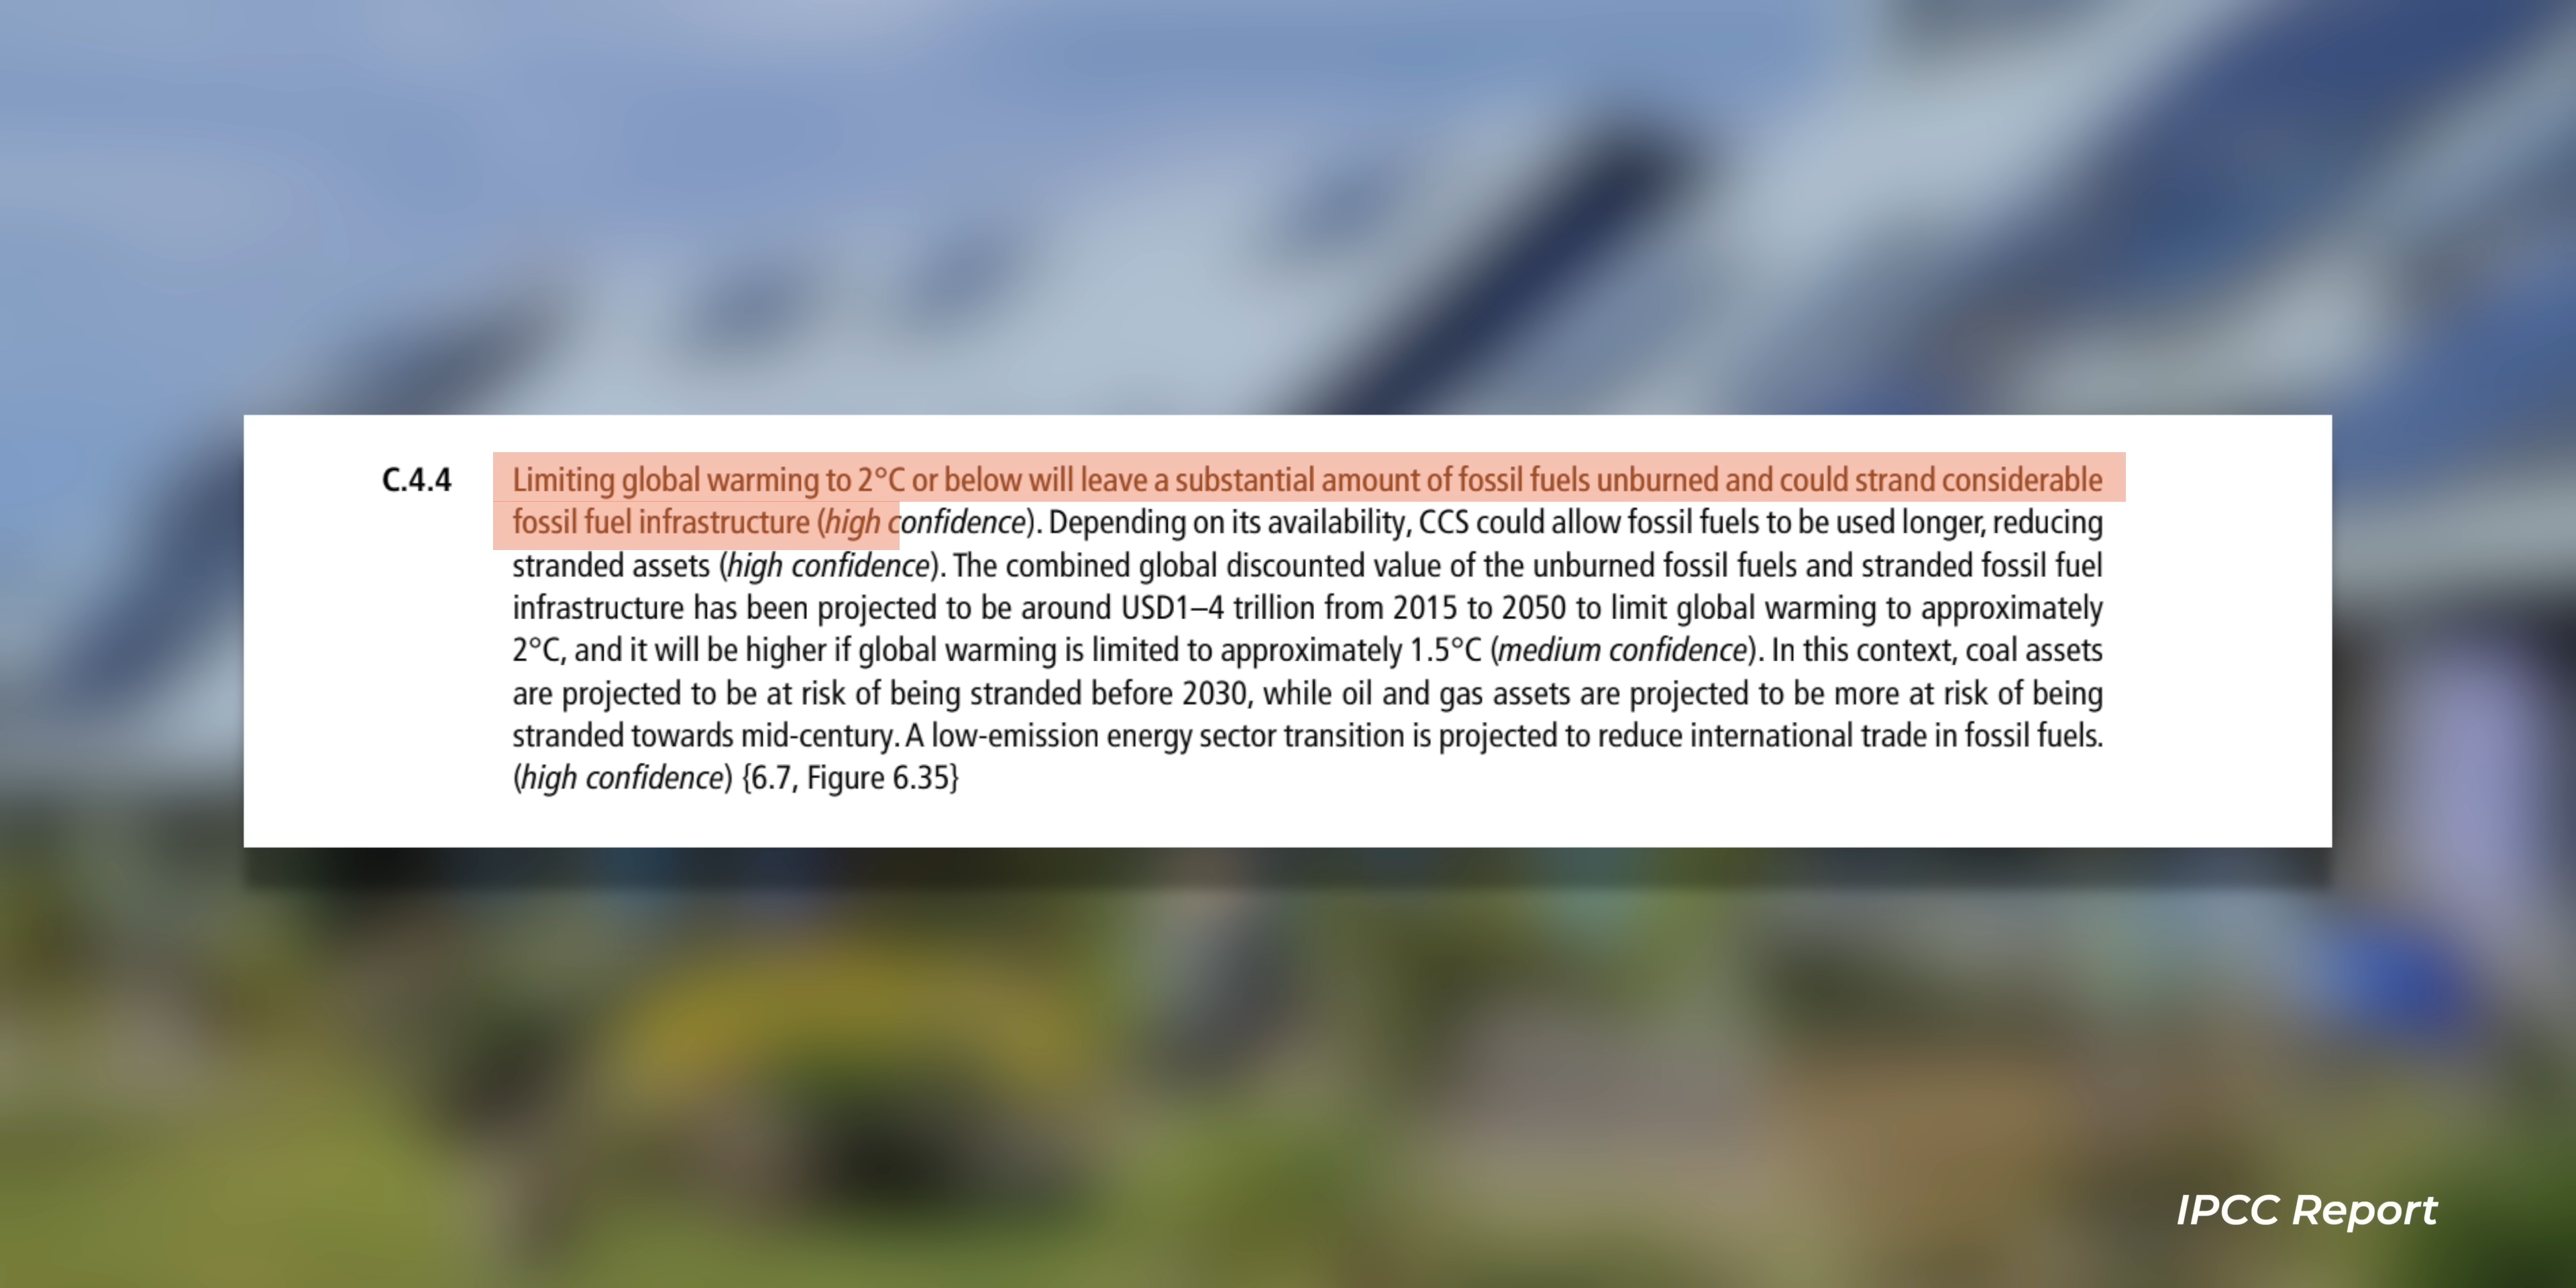 C.4.4 Limiting global warming to 2°C or below will leave a substantial amount of fossil fuels unburned and could strand considerable
fossil fuel infrastructure (high confidence). Depending on its availability, CCS could allow fossil fuels to be used longer, reducing
stranded assets (high confidence). The combined global discounted value of the unburned fossil fuels and stranded fossil fuel
infrastructure has been projected to be around USD1–4 trillion from 2015 to 2050 to limit global warming to approximately
2°C, and it will be higher if global warming is limited to approximately 1.5°C (medium confidence). In this context, coal assets
are projected to be at risk of being stranded before 2030, while oil and gas assets are projected to be more at risk of being
stranded towards mid-century. A low-emission energy sector transition is projected to reduce international trade in fossil fuels.
(high confidence) {6.7, Figure 6.35}
IPCC Report